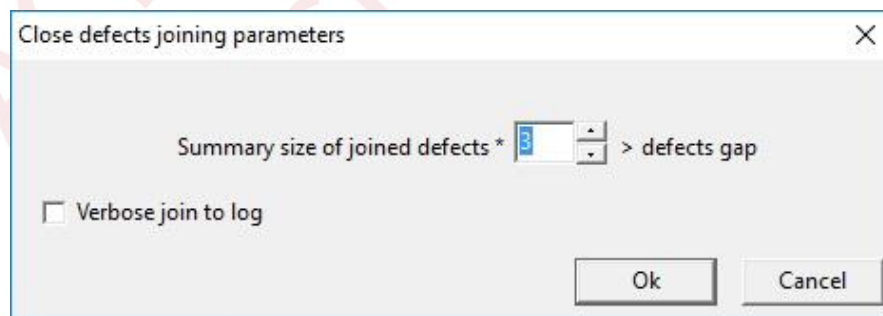 Close defects joining parameters
Summary size of joined defects * 3 > defects gap
Verbose join to log
Ok Cancel